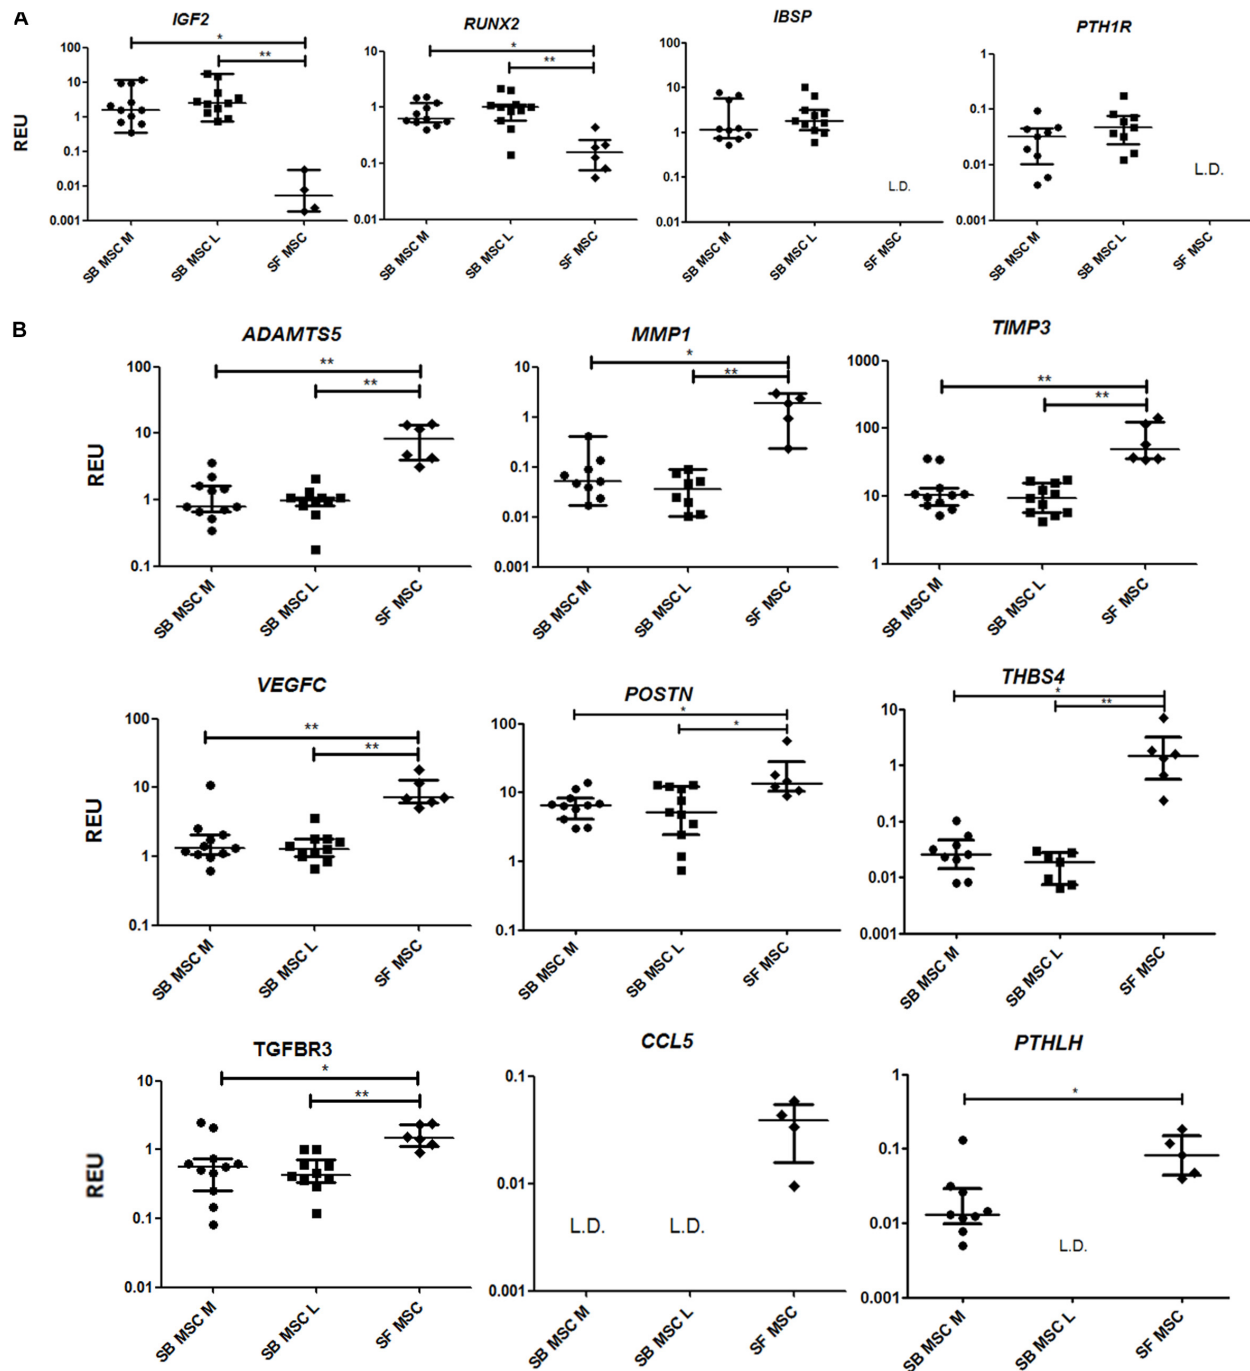 A
IGF2
RUNX2
IBSP
PTH1R
REU
* **
100
10
1
0.1
0.01
0.001
SB MSC M
SB MSC L
SF MSC
* **
10
1
0.1
0.01
SB MSC M
SB MSC L
SF MSC
100
10
1
0.1
0.01
L.D.
SB MSC M
SB MSC L
SF MSC
1
0.1
0.01
0.001
L.D.
SB MSC M
SB MSC L
SF MSC
B
ADAMTS5
MMP1
TIMP3
REU
** **
100
10
1
0.1
SB MSC M
SB MSC L
SF MSC
* **
10
1
0.1
0.01
0.001
SB MSC M
SB MSC L
SF MSC
** **
1000
100
10
1
SB MSC M
SB MSC L
SF MSC
VEGFC
POSTN
THBS4
REU
** **
100
10
1
0.1
SB MSC M
SB MSC L
SF MSC
* *
100
10
1
0.1
SB MSC M
SB MSC L
SF MSC
* **
10
1
0.1
0.01
0.001
SB MSC M
SB MSC L
SF MSC
TGFBR3
CCL5
PTHLH
REU
* **
10
1
0.1
0.01
SB MSC M
SB MSC L
SF MSC
0.1
0.01
0.001
L.D.
L.D.
SB MSC M
SB MSC L
SF MSC
*
1
0.1
0.01
0.001
L.D.
SB MSC M
SB MSC L
SF MSC